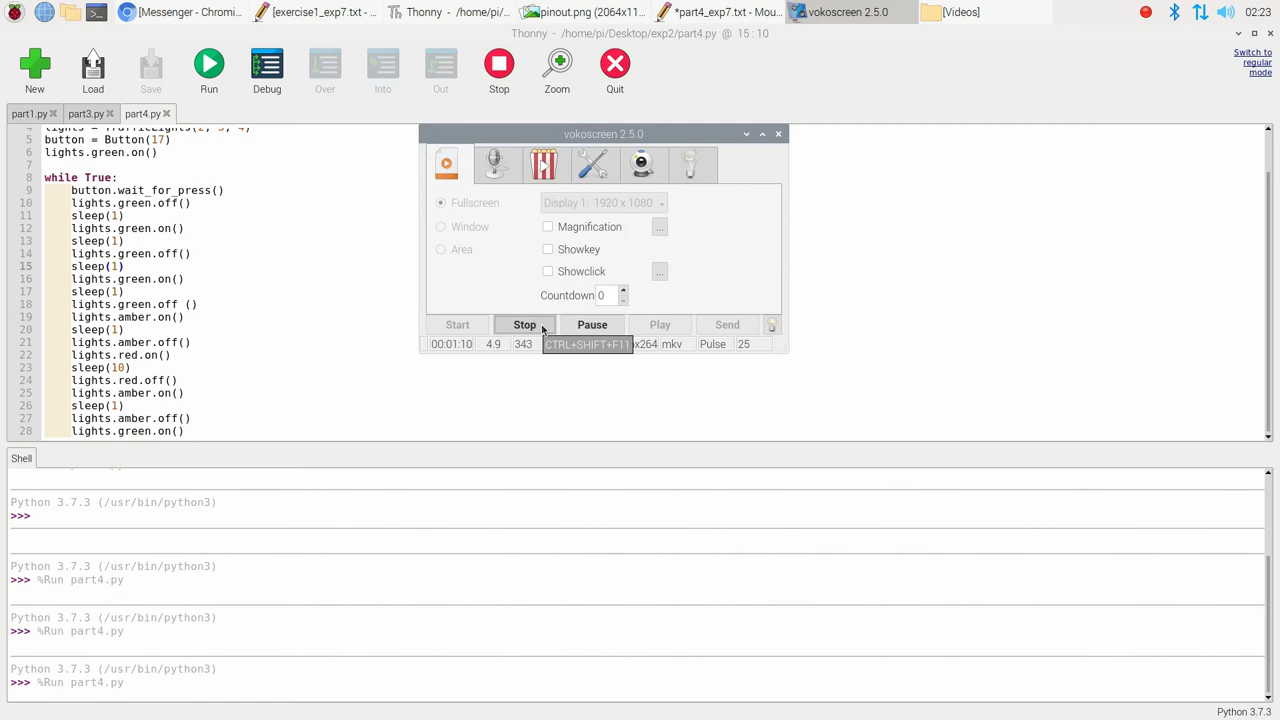 [Messenger - Chromi...
[exercise1_exp7.txt - ...
Thonny - /home/pi/...
pinout.png (2064x11...
*part4_exp7.txt - Mou...
vokoscreen 2.5.0
[Videos]
02:23
Thonny - /home/pi/Desktop/exp2/part4.py @ 15 : 10
New
Load
Save
Run
Debug
Over
Into
Out
Stop
Zoom
Quit
Switch to
regular
mode
part1.py
part3.py
part4.py
4 lights = TrafficLights(2, 3, 4)
5 button = Button(17)
6 lights.green.on()
7
8 while True:
9 button.wait_for_press()
10 lights.green.off()
11 sleep(1)
12 lights.green.on()
13 sleep(1)
14 lights.green.off()
15 sleep(1)
16 lights.green.on()
17 sleep(1)
18 lights.green.off ()
19 lights.amber.on()
20 sleep(1)
21 lights.amber.off()
22 lights.red.on()
23 sleep(10)
24 lights.red.off()
25 lights.amber.on()
26 sleep(1)
27 lights.amber.off()
28 lights.green.on()
vokoscreen 2.5.0
Fullscreen
Display 1: 1920 x 1080
Window
Magnification
...
Area
Showkey
Showclick
...
Countdown 0
Start
Stop
Pause
Play
Send
00:01:10
4.9
343
CTRL+SHIFT+F11
x264
mkv
Pulse
25
Shell
Python 3.7.3 (/usr/bin/python3)
>>>
Python 3.7.3 (/usr/bin/python3)
>>> %Run part4.py
Python 3.7.3 (/usr/bin/python3)
>>> %Run part4.py
Python 3.7.3 (/usr/bin/python3)
>>> %Run part4.py
Python 3.7.3